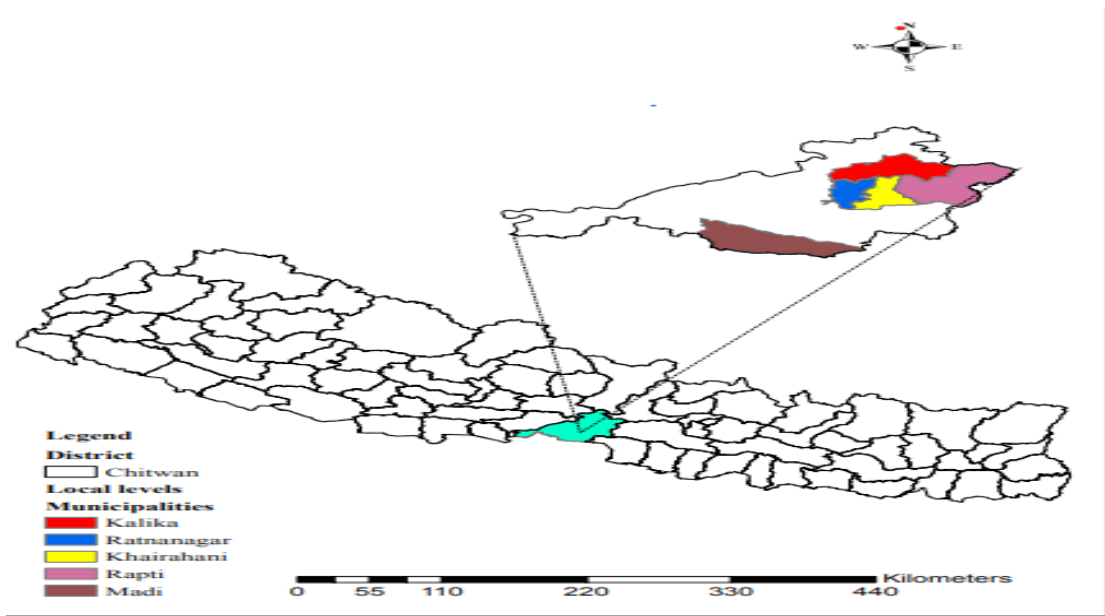 N
W E
S
Legend
District
Chitwan
Local levels
Municipalities
Kalika
Ratnanagar
Khairahani
Rapti
Madi
Kilometers
0 55 110 220 330 440